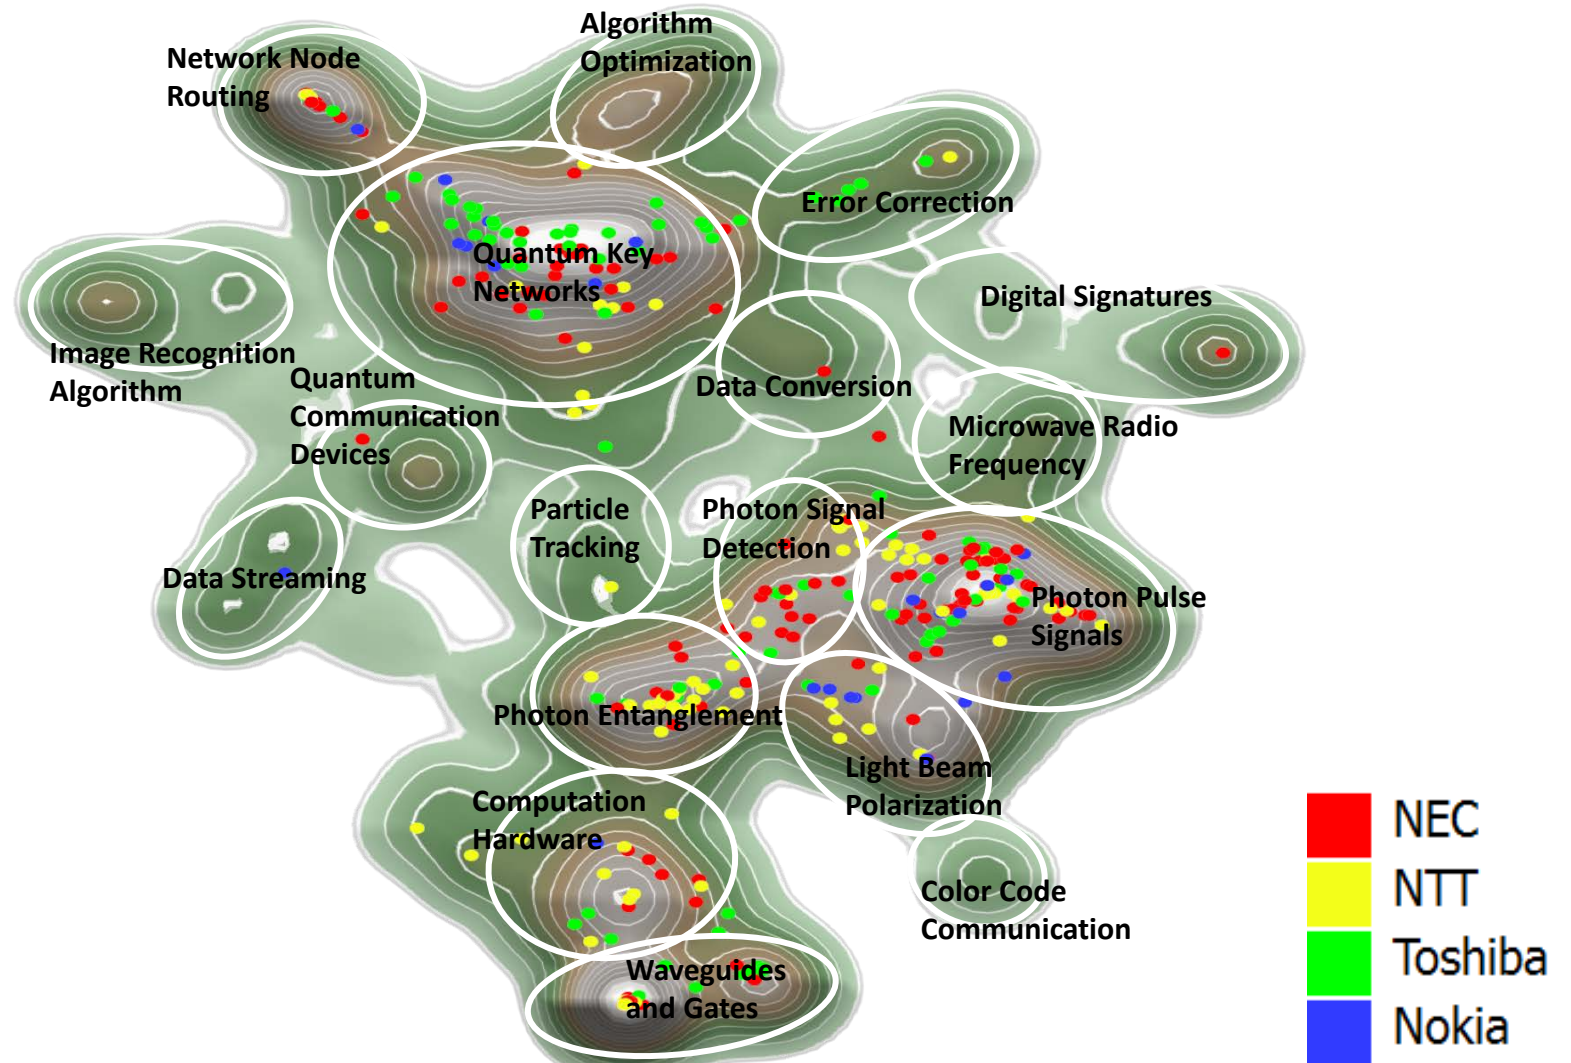 Algorithm
Optimization
Network Node
Routing
Error Correction
Quantum Key
Networks
Digital Signatures
Image Recognition
Algorithm
Quantum
Communication
Devices
Data Conversion
Microwave Radio
Frequency
Particle
Tracking
Photon Signal
Detection
Data Streaming
Photon Pulse
Signals
Photon Entanglement
Light Beam
Polarization
Computation
Hardware
Color Code
Communication
Waveguides
and Gates
NEC
NTT
Toshiba
Nokia